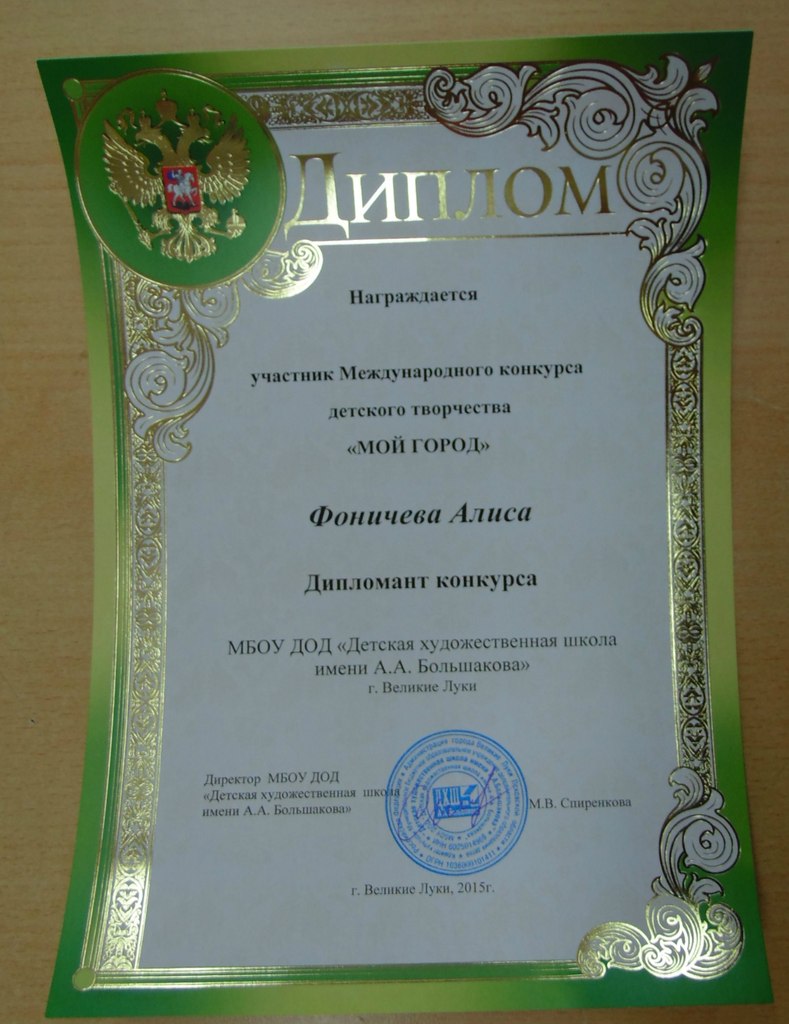 Диплом
Награждается
участник Международного конкурса
детского творчества
«МОЙ ГОРОД»
Фоничева Алиса
Дипломант конкурса
МБОУ ДОД «Детская художественная школа
имени А.А. Большакова»
г. Великие Луки
Директор МБОУ ДОД
«Детская художественная школа
имени А.А. Большакова»
М.В. Спиренкова
ДХШ
г. Великие Луки, 2015г.